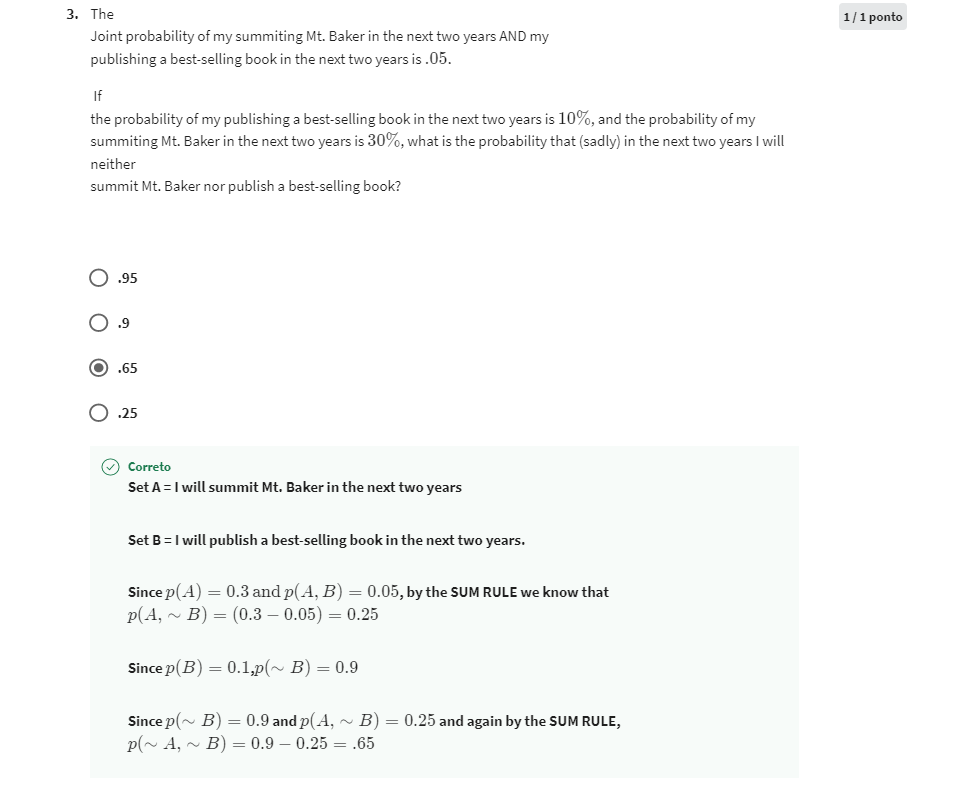 3. The
1 / 1 ponto
Joint probability of my summiting Mt. Baker in the next two years AND my
publishing a best-selling book in the next two years is .05.
If
the probability of my publishing a best-selling book in the next two years is 10%, and the probability of my
summiting Mt. Baker in the next two years is 30%, what is the probability that (sadly) in the next two years I will
neither
summit Mt. Baker nor publish a best-selling book?
.95
.9
.65
.25
Correto
Set A = I will summit Mt. Baker in the next two years
Set B = I will publish a best-selling book in the next two years.
Since p(A) = 0.3 and p(A, B) = 0.05, by the SUM RULE we know that
p(A, ∼ B) = (0.3 − 0.05) = 0.25
Since p(B) = 0.1,p(∼ B) = 0.9
Since p(∼ B) = 0.9 and p(A, ∼ B) = 0.25 and again by the SUM RULE,
p(∼ A, ∼ B) = 0.9 − 0.25 = .65